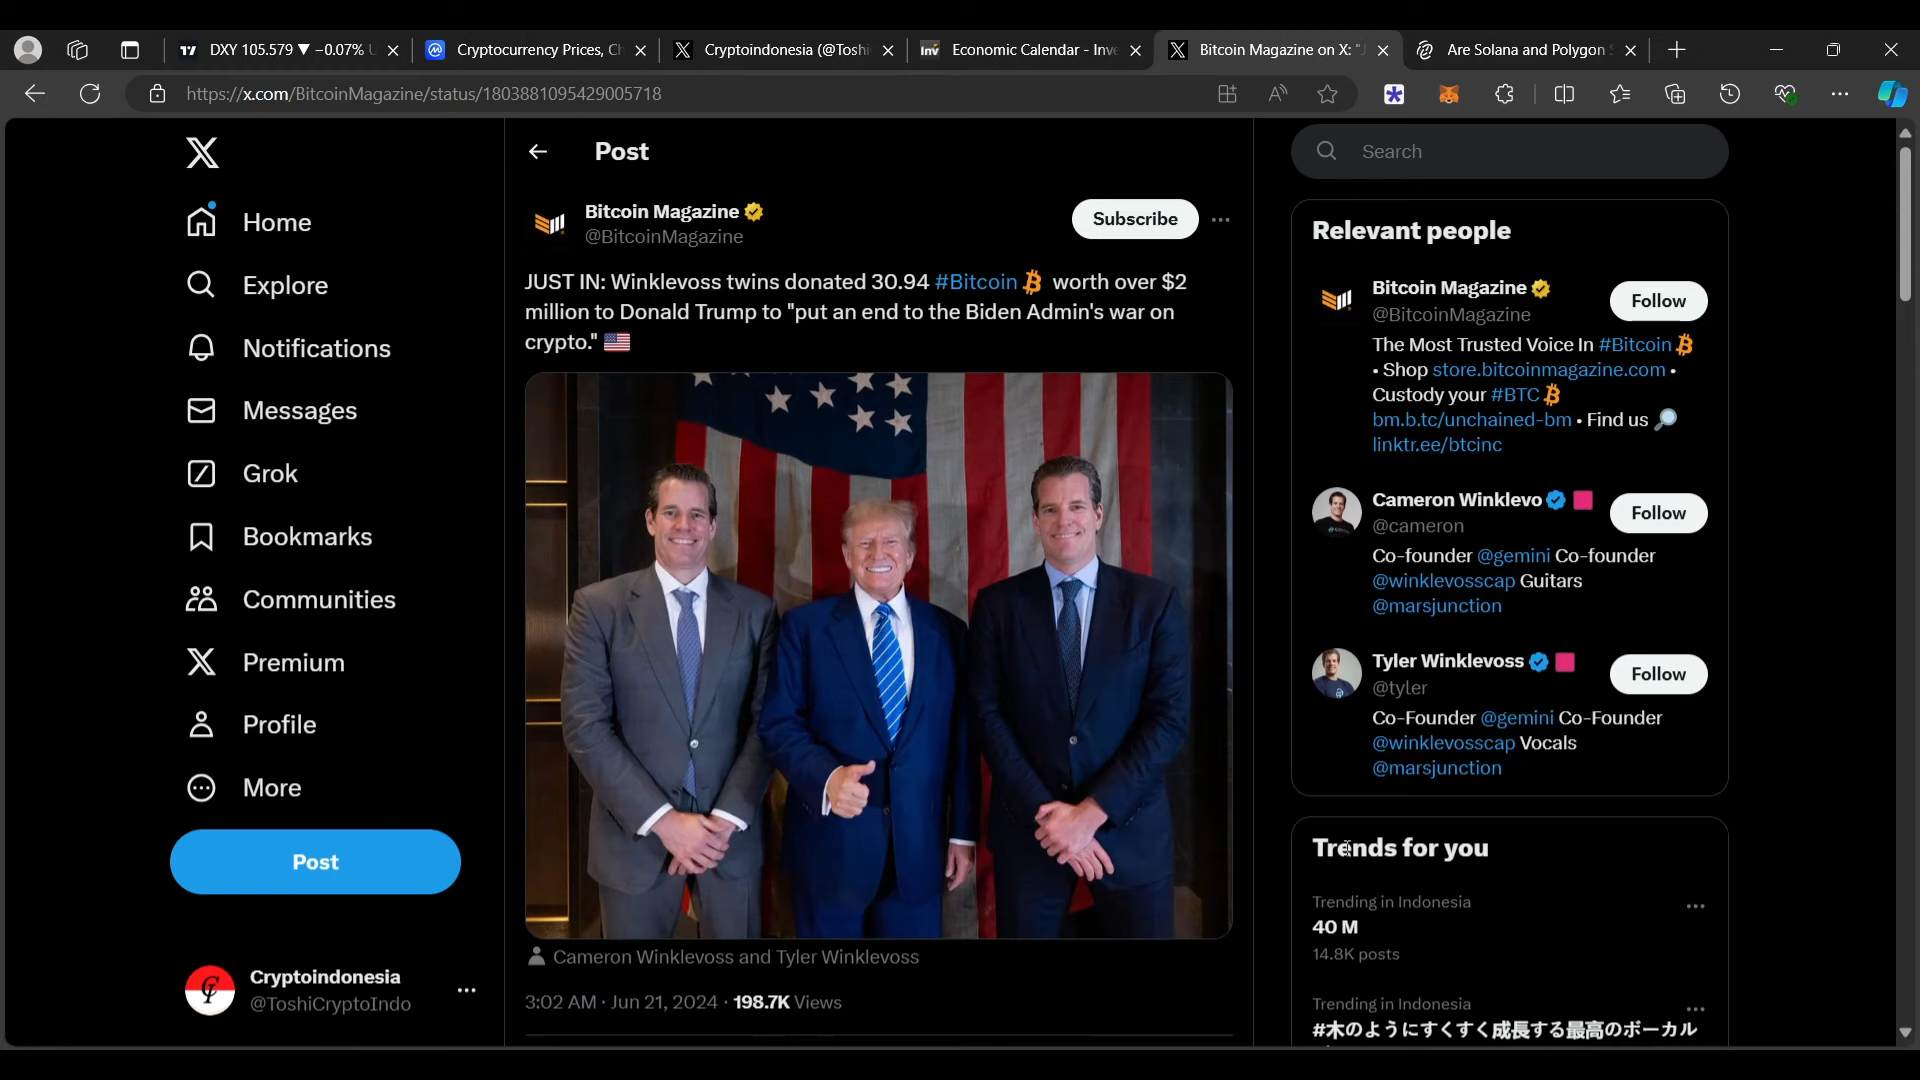 DXY 105.579 ▼ −0.07%
Cryptocurrency Prices, Ch
Cryptoindonesia (@Toshi
Inv
Economic Calendar - Inve
Bitcoin Magazine on X: "J
Are Solana and Polygon
https://x.com/BitcoinMagazine/status/1803881095429005718
Home
Explore
Notifications
Messages
Grok
Bookmarks
Communities
Premium
Profile
More
Post
Cryptoindonesia
@ToshiCryptoIndo
Post
Bitcoin Magazine
@BitcoinMagazine
Subscribe
JUST IN: Winklevoss twins donated 30.94 #Bitcoin worth over $2
million to Donald Trump to "put an end to the Biden Admin's war on
crypto." 🇺🇸
Cameron Winklevoss and Tyler Winklevoss
3:02 AM · Jun 21, 2024 · 198.7K Views
Search
Relevant people
Bitcoin Magazine
@BitcoinMagazine
Follow
The Most Trusted Voice In #Bitcoin
• Shop store.bitcoinmagazine.com •
Custody your #BTC
bm.b.tc/unchained-bm • Find us 🔎
linktr.ee/btcinc
Cameron Winklevo
@cameron
Follow
Co-founder @gemini Co-founder
@winklevosscap Guitars
@marsjunction
Tyler Winklevoss
@tyler
Follow
Co-Founder @gemini Co-Founder
@winklevosscap Vocals
@marsjunction
Trends for you
Trending in Indonesia
40 M
14.8K posts
Trending in Indonesia
#木のようにすくすく成長する最高のボーカル